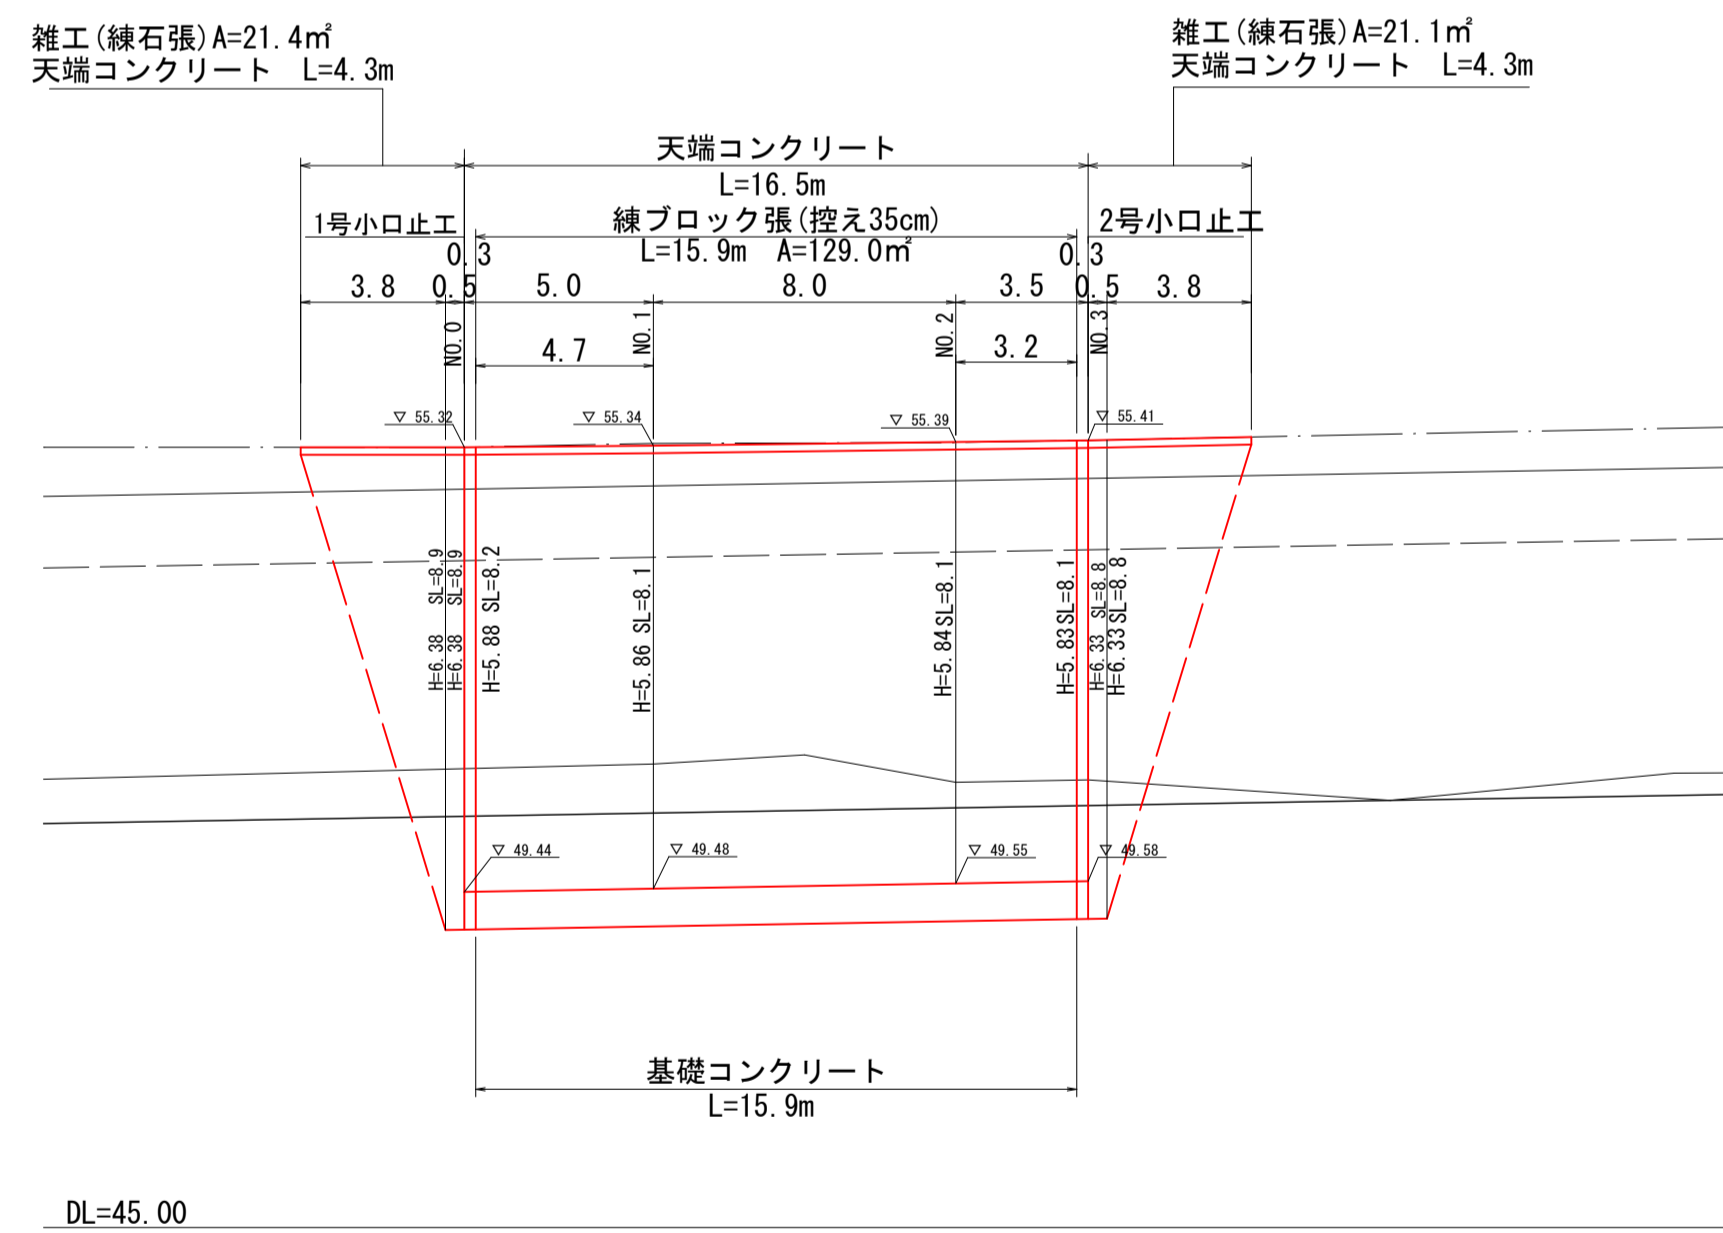 雑工(練石張)A=21.4㎡
天端コンクリート L=4.3m
雑工(練石張)A=21.1㎡
天端コンクリート L=4.3m
天端コンクリート
L=16.5m
1号小口止工
練ブロック張(控え35cm)
L=15.9m A=129.0㎡
2号小口止工
0.3
0.3
3.8
0.5
5.0
8.0
3.5
0.5
3.8
NO.0
NO.1
NO.2
NO.3
4.7
3.2
▽ 55.32
▽ 55.34
▽ 55.39
▽ 55.41
H=6.38 SL=8.9
H=6.38 SL=8.9
H=5.88 SL=8.2
H=5.86 SL=8.1
H=5.84 SL=8.1
H=5.83 SL=8.1
H=6.33 SL=8.8
H=6.33 SL=8.8
▽ 49.44
▽ 49.48
▽ 49.55
▽ 49.58
基礎コンクリート
L=15.9m
DL=45.00